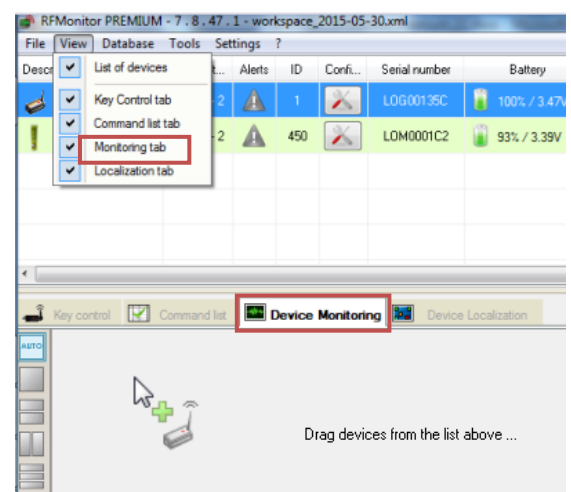 RFMonitor PREMIUM - 7 . 8 . 47 . 1 - workspace_2015-05-30.xml
File View Database Tools Settings ?
Descr t... Alerts ID Confi... Serial number Battery
List of devices
Key Control tab
Command list tab
Monitoring tab
Localization tab
- 2 1 LOG00135C 100% / 3.47V
- 2 450 LOM0001C2 93% / 3.39V
Key control Command list Device Monitoring Device Localization
AUTO
Drag devices from the list above ...